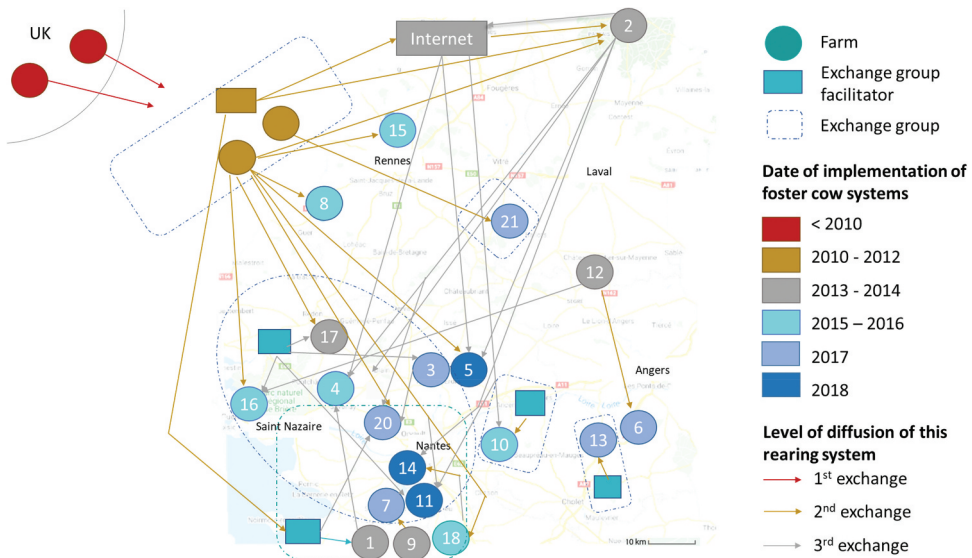 UK
Internet
2
15
Rennes
8
Laval
21
12
17
3
5
4
Angers
16
20
Saint Nazaire
Nantes
6
10
13
14
7
11
1
9
18
10 km
Farm
Exchange group
facilitator
Exchange group
Date of implementation of
foster cow systems
< 2010
2010 - 2012
2013 - 2014
2015 – 2016
2017
2018
Level of diffusion of this
rearing system
1st exchange
2nd exchange
3rd exchange